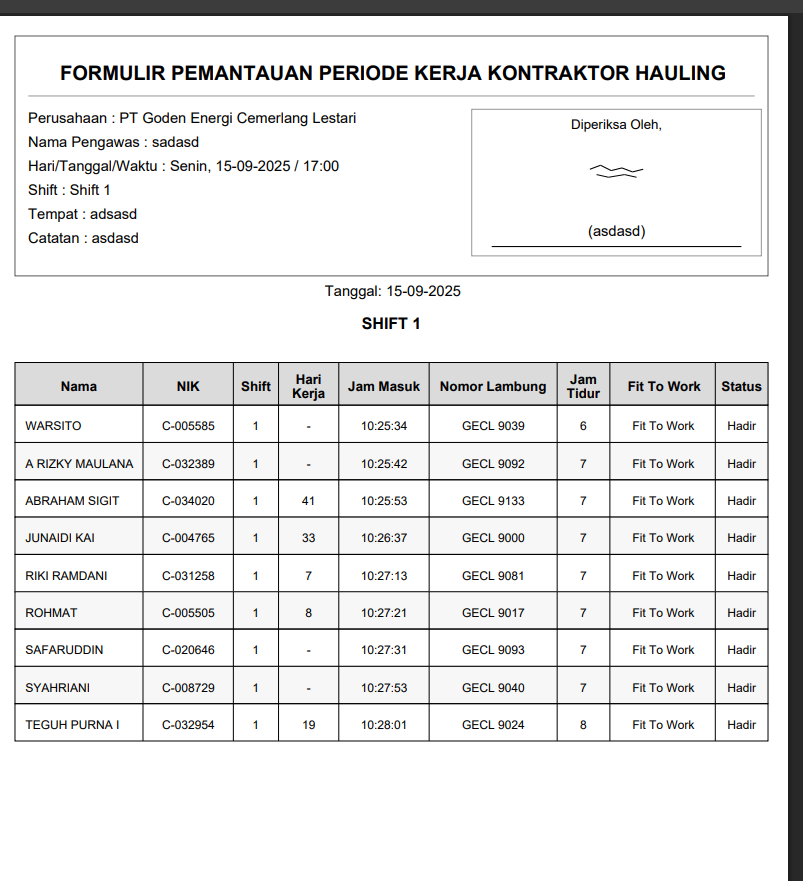 FORMULIR PEMANTAUAN PERIODE KERJA KONTRAKTOR HAULING
Perusahaan : PT Goden Energi Cemerlang Lestari
Nama Pengawas : sadasd
Hari/Tanggal/Waktu : Senin, 15-09-2025 / 17:00
Shift : Shift 1
Tempat : adsasd
Catatan : asdasd
Diperiksa Oleh,
(asdasd)
Tanggal: 15-09-2025
SHIFT 1
Nama NIK Shift Hari Kerja Jam Masuk Nomor Lambung Jam Tidur Fit To Work Status
WARSITO C-005585 1 - 10:25:34 GECL 9039 6 Fit To Work Hadir
A RIZKY MAULANA C-032389 1 - 10:25:42 GECL 9092 7 Fit To Work Hadir
ABRAHAM SIGIT C-034020 1 41 10:25:53 GECL 9133 7 Fit To Work Hadir
JUNAIDI KAI C-004765 1 33 10:26:37 GECL 9000 7 Fit To Work Hadir
RIKI RAMDANI C-031258 1 7 10:27:13 GECL 9081 7 Fit To Work Hadir
ROHMAT C-005505 1 8 10:27:21 GECL 9017 7 Fit To Work Hadir
SAFARUDDIN C-020646 1 - 10:27:31 GECL 9093 7 Fit To Work Hadir
SYAHRIANI C-008729 1 - 10:27:53 GECL 9040 7 Fit To Work Hadir
TEGUH PURNA I C-032954 1 19 10:28:01 GECL 9024 8 Fit To Work Hadir